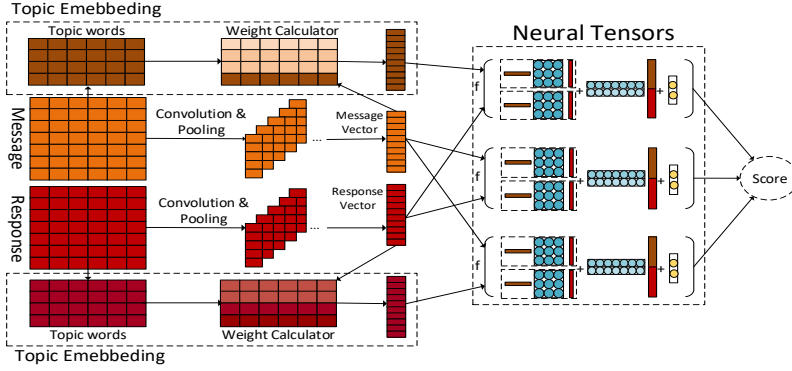 Topic Emebbeding
Topic words
Weight Calculator
Neural Tensors
Message
Convolution &
Pooling
...
Message
Vector
f
+
+
Response
Convolution &
Pooling
...
Response
Vector
f
+
+
Score
f
+
+
Topic words
Weight Calculator
Topic Emebbeding